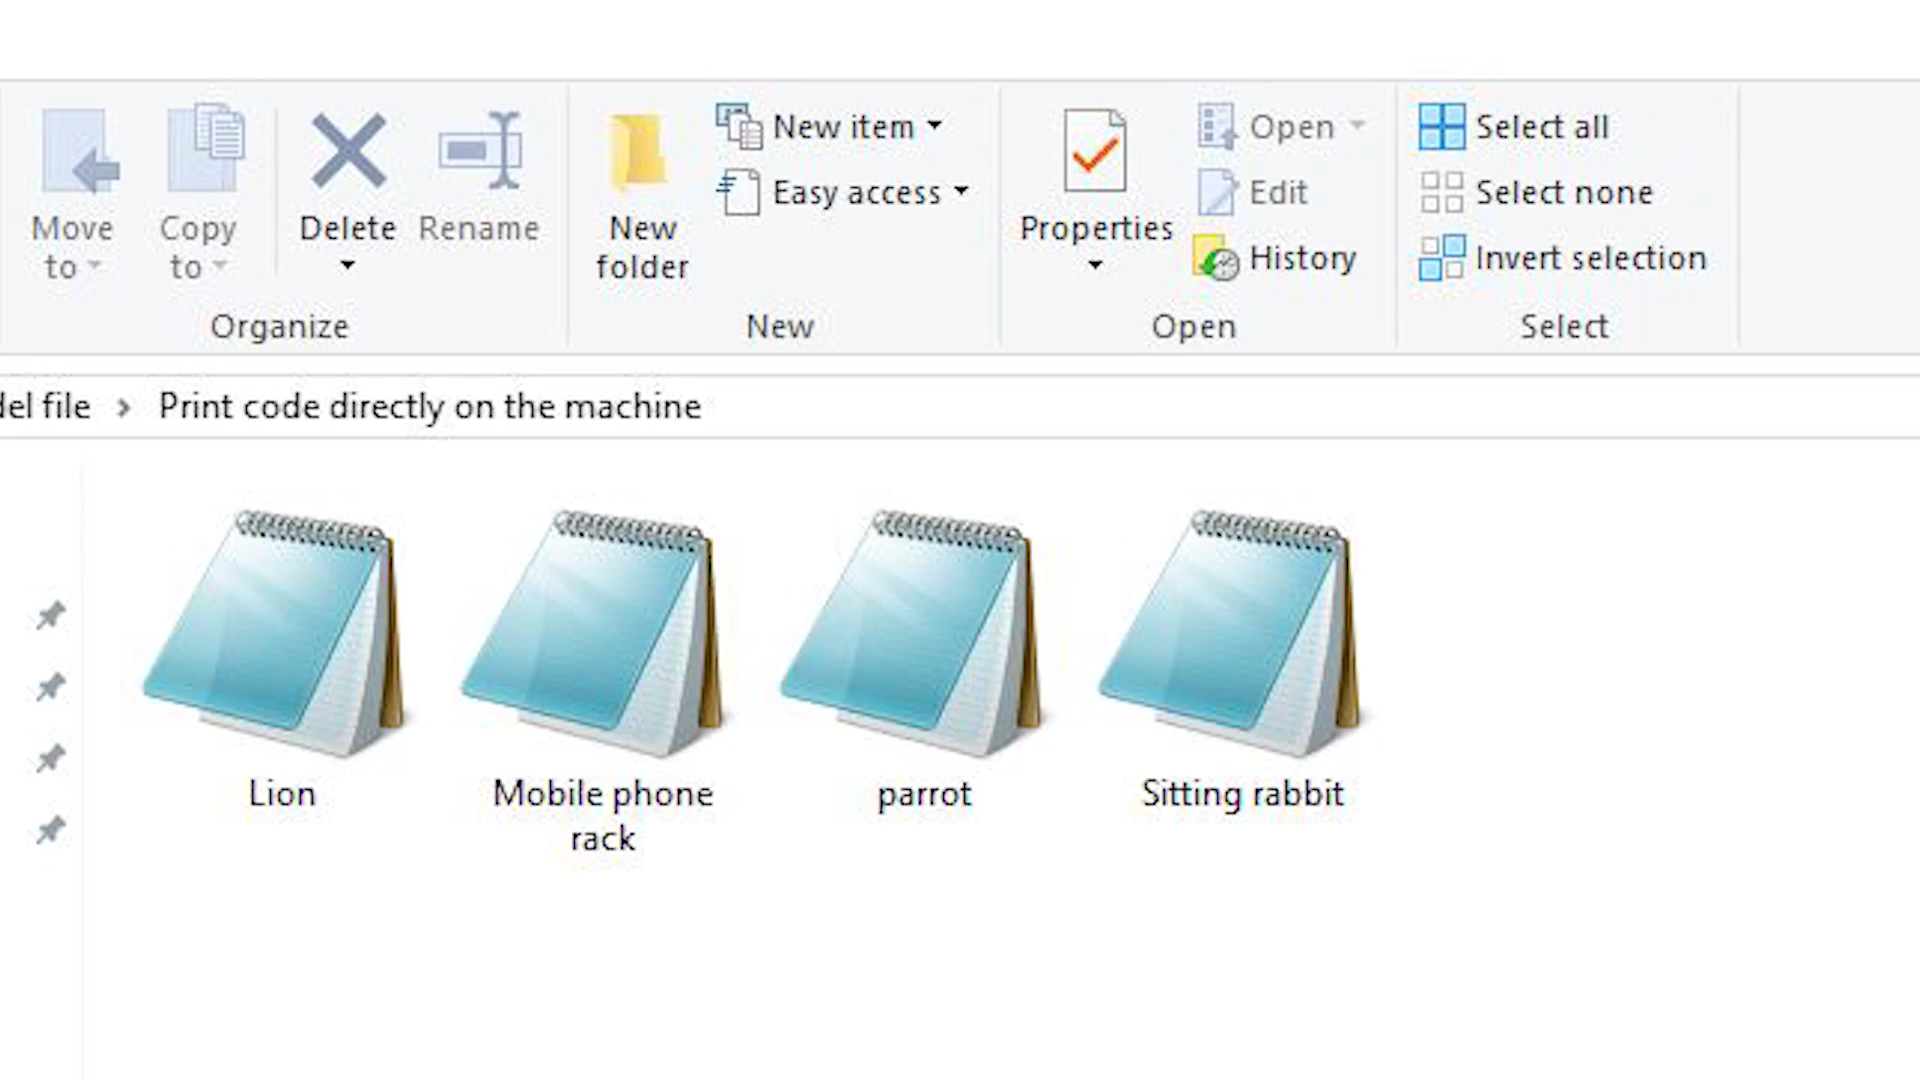 Move to
Copy to
Delete
Rename
Organize
New folder
New item
Easy access
New
Properties
Open
Edit
History
Open
Select all
Select none
Invert selection
Select
del file > Print code directly on the machine
Lion
Mobile phone
rack
parrot
Sitting rabbit